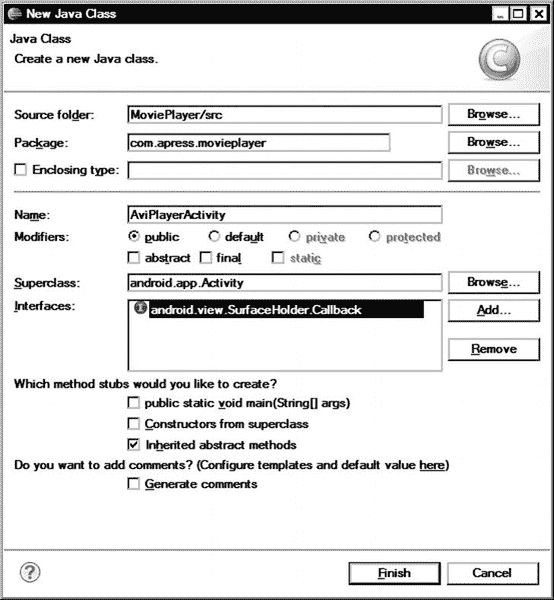 New Java Class
Java Class
Create a new Java class.
Source folder: MoviePlayer/src Browse...
Package: com.apress.movieplayer Browse...
Enclosing type: Browse...
Name: AviPlayerActivity
Modifiers: public default private protected
abstract final static
Superclass: android.app.Activity Browse...
Interfaces: android.view.SurfaceHolder.Callback Add...
Remove
Which method stubs would you like to create?
public static void main(String[] args)
Constructors from superclass
Inherited abstract methods
Do you want to add comments? (Configure templates and default value here)
Generate comments
? Finish Cancel